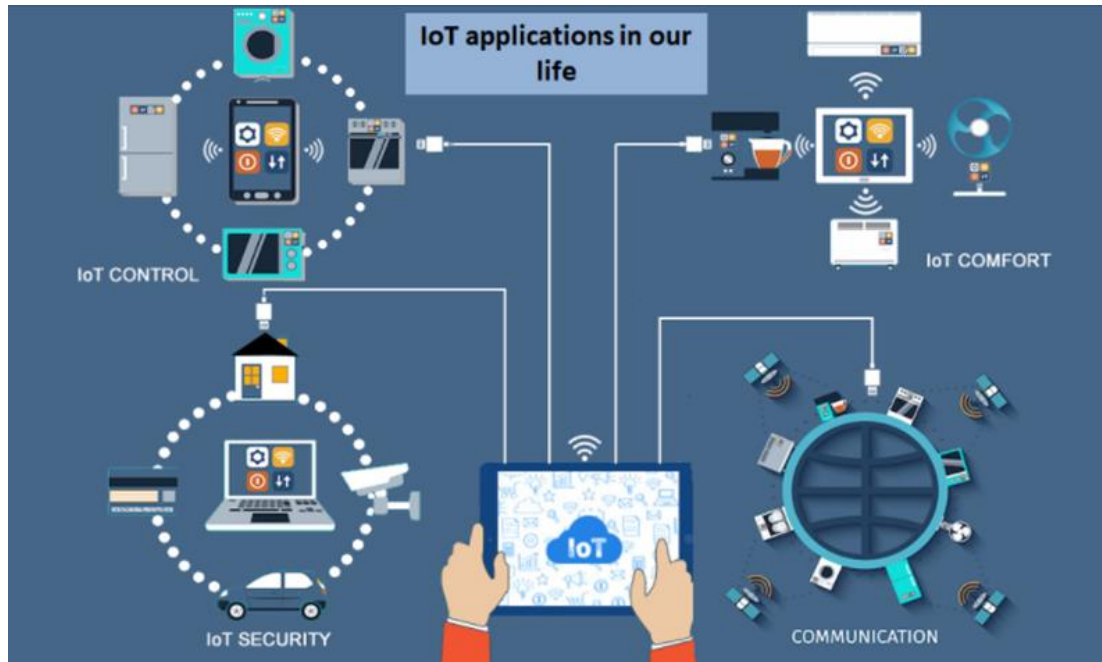 IoT applications in our
life
IoT CONTROL
IoT COMFORT
IoT
IoT SECURITY
COMMUNICATION